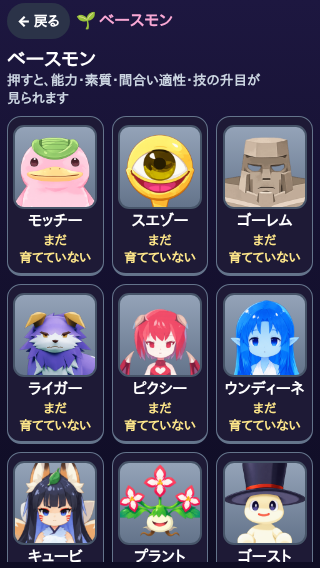 ← 戻る
🌱 ベースモン
ベースモン
押すと、能力・素質・間合い適性・技の升目が
見られます
モッチー
まだ
育てていない
スエゾー
まだ
育てていない
ゴーレム
まだ
育てていない
ライガー
まだ
育てていない
ピクシー
まだ
育てていない
ウンディーネ
まだ
育てていない
キュービ
プラント
ゴースト